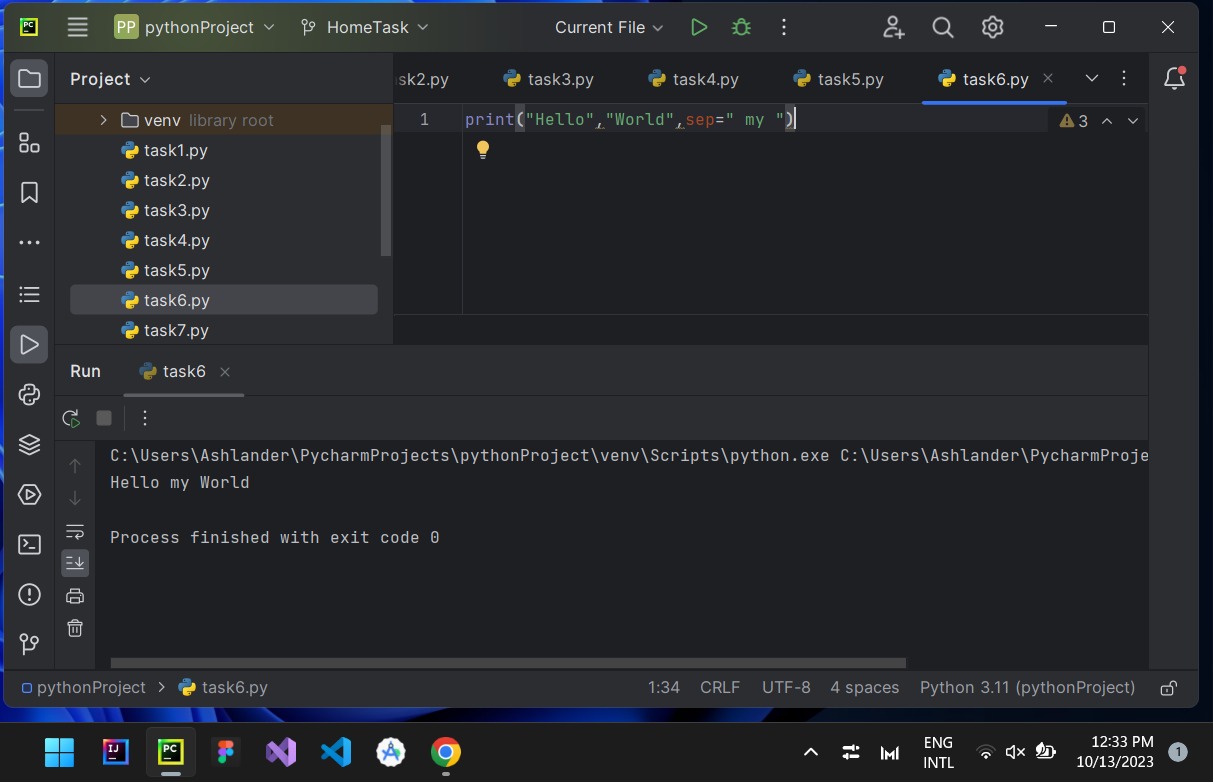 PC PP pythonProject HomeTask Current File
Project sk2.py task3.py task4.py task5.py task6.py
venv library root
task1.py
task2.py
task3.py
task4.py
task5.py
task6.py
task7.py
1 print("Hello","World",sep=" my ")
3
Run task6
C:\Users\Ashlander\PycharmProjects\pythonProject\venv\Scripts\python.exe C:\Users\Ashlander\PycharmProje
Hello my World
Process finished with exit code 0
pythonProject task6.py 1:34 CRLF UTF-8 4 spaces Python 3.11 (pythonProject)
IJ PC ENG 12:33 PM 1
INTL 10/13/2023